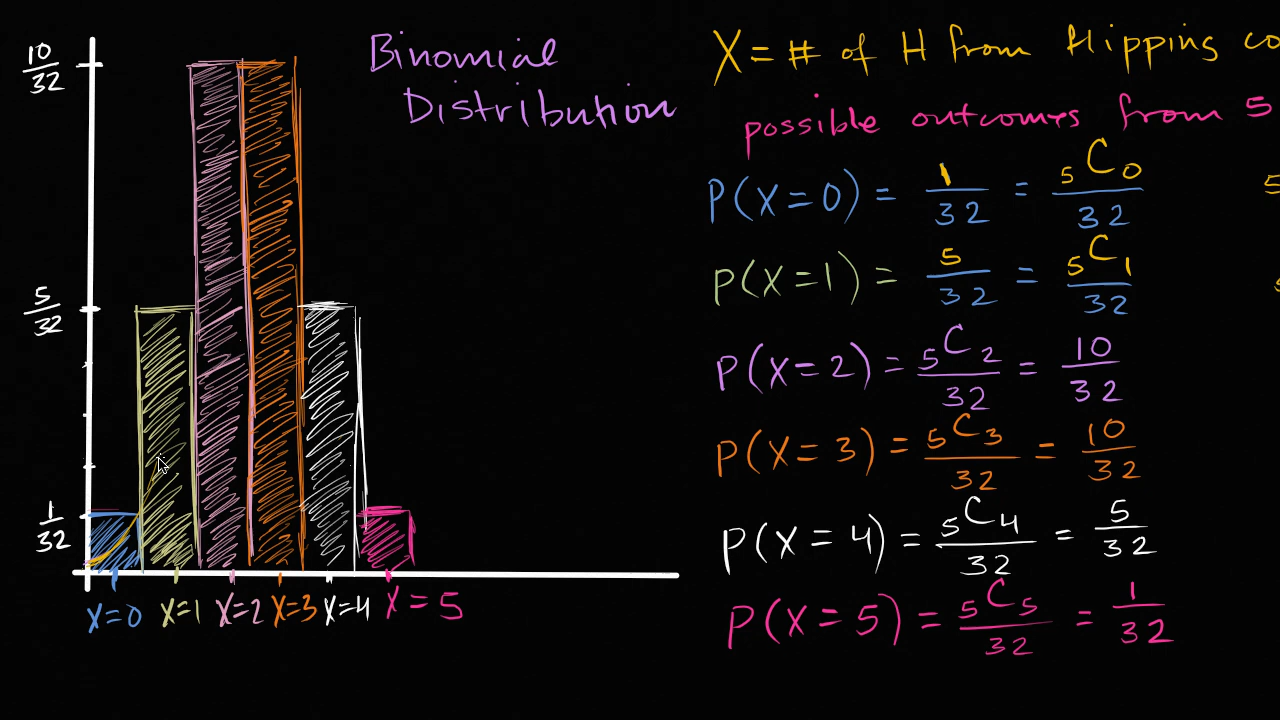 Binomial
Distribution
10/32
5/32
1/32
X=0 X=1 X=2 X=3 X=4 X=5
X = # of H from flipping co
possible outcomes from 5
P(X=0) = 1/32 = ₅C₀/32
P(X=1) = 5/32 = ₅C₁/32
P(X=2) = ₅C₂/32 = 10/32
P(X=3) = ₅C₃/32 = 10/32
P(X=4) = ₅C₄/32 = 5/32
P(X=5) = ₅C₅/32 = 1/32